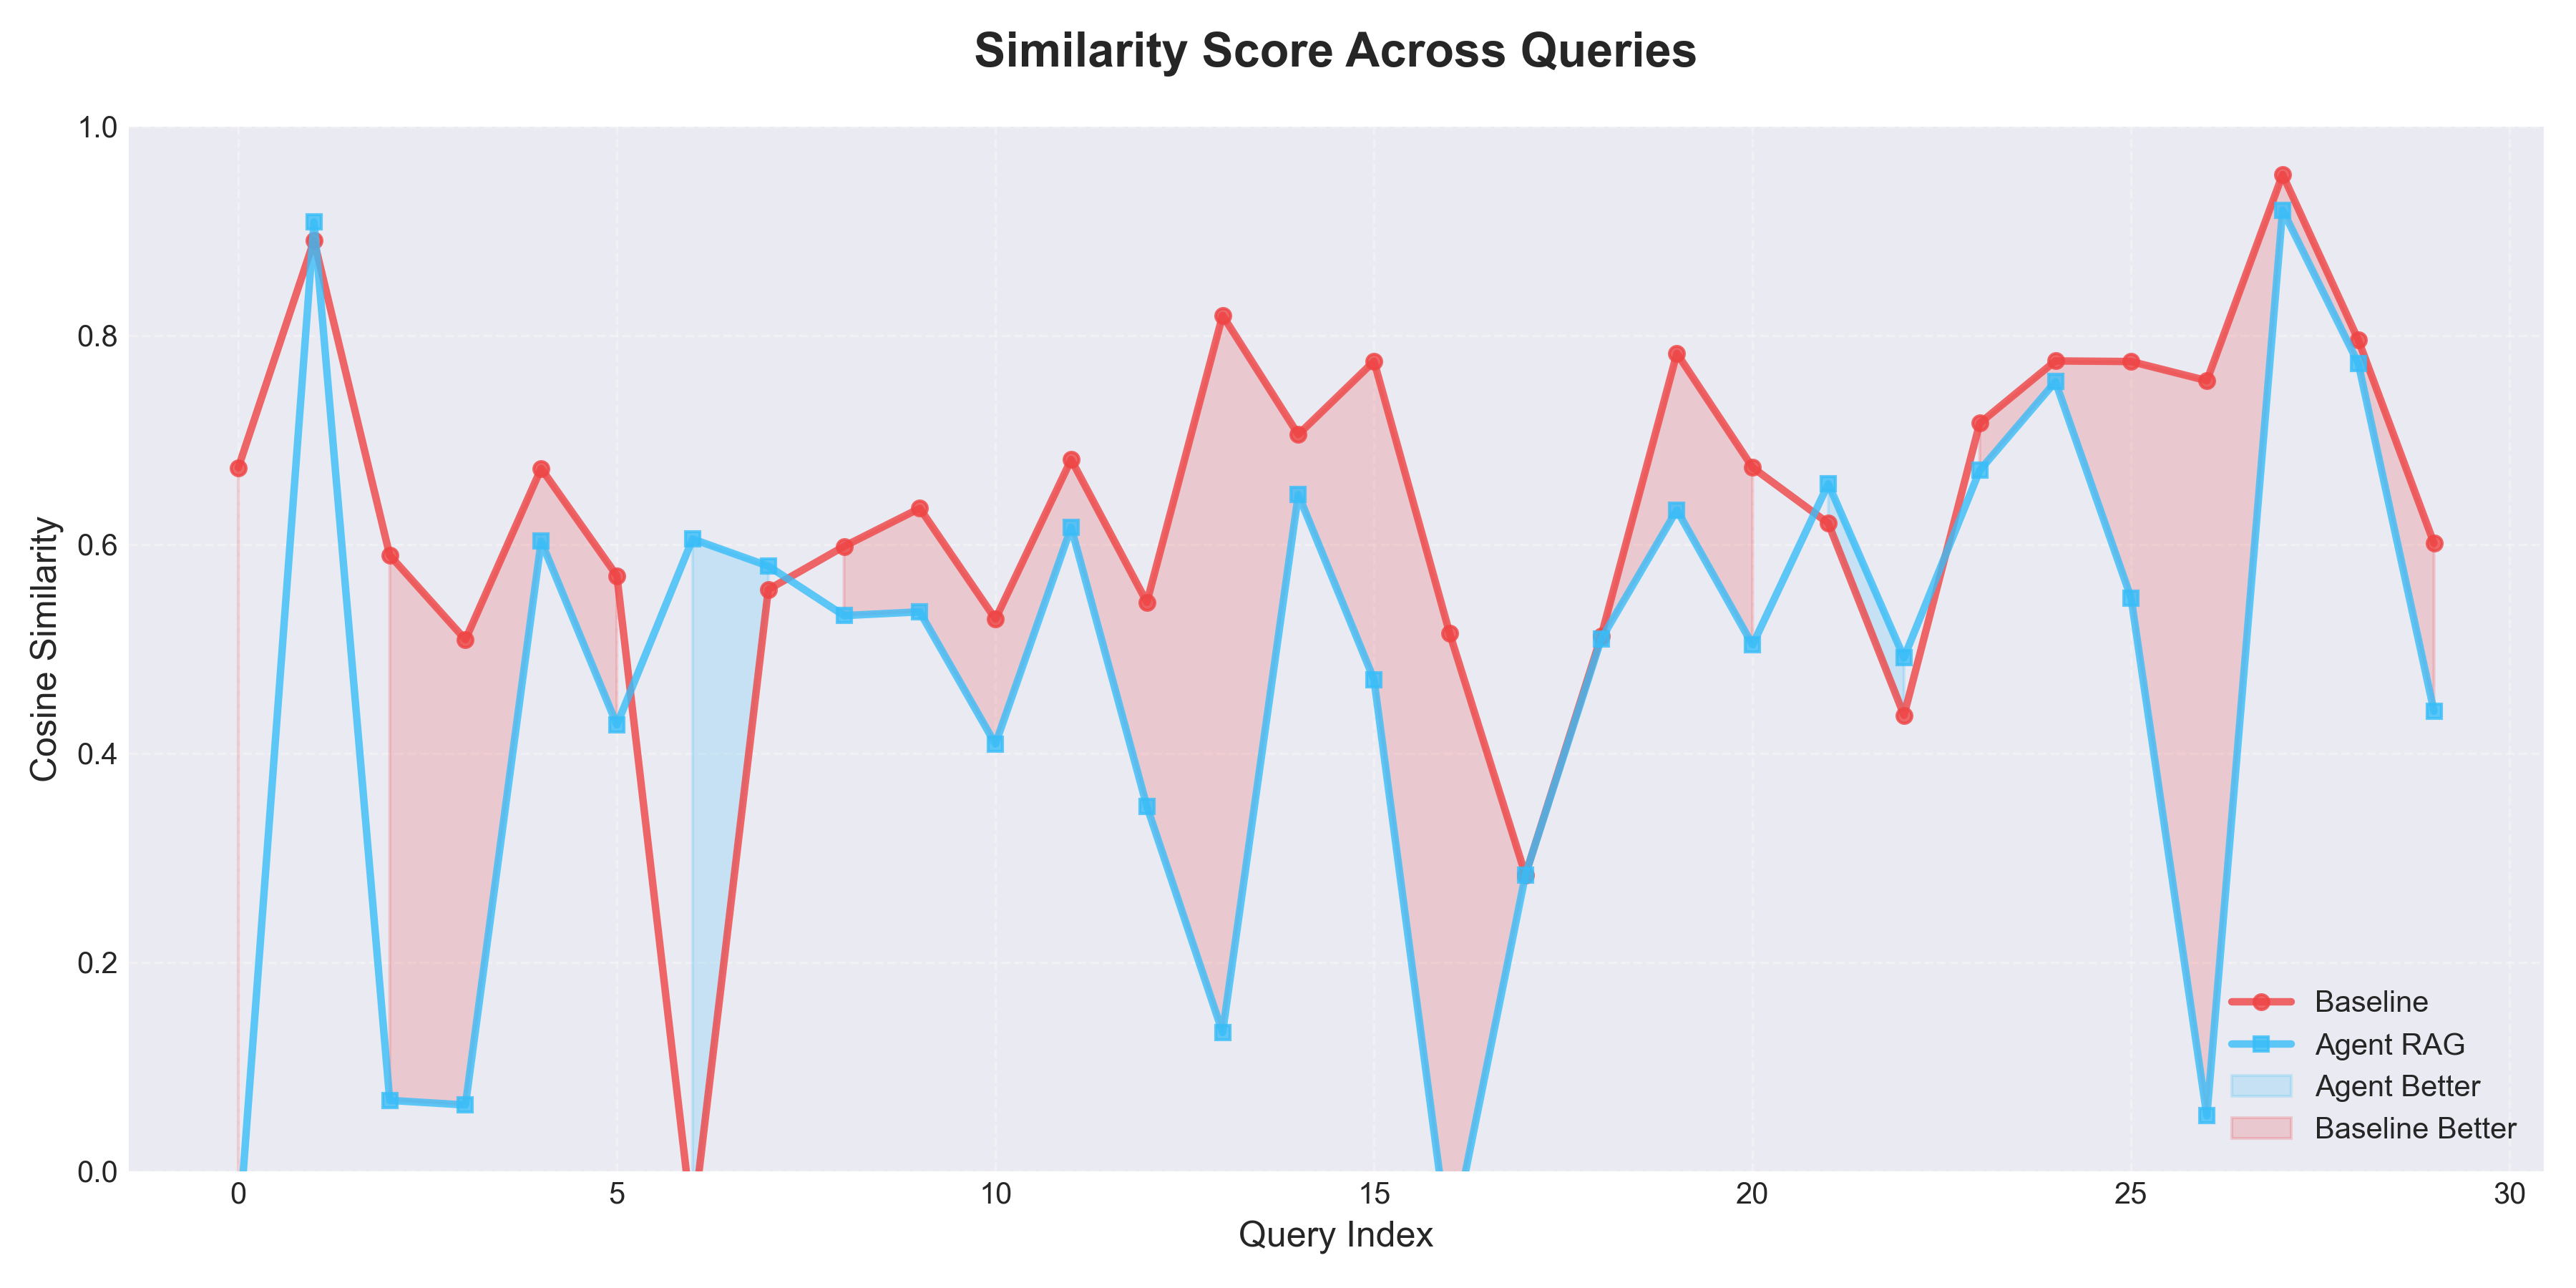 Similarity Score Across Queries
Cosine Similarity
1.0
0.8
0.6
0.4
0.2
0.0
0 5 10 15 20 25 30
Query Index
Baseline
Agent RAG
Agent Better
Baseline Better